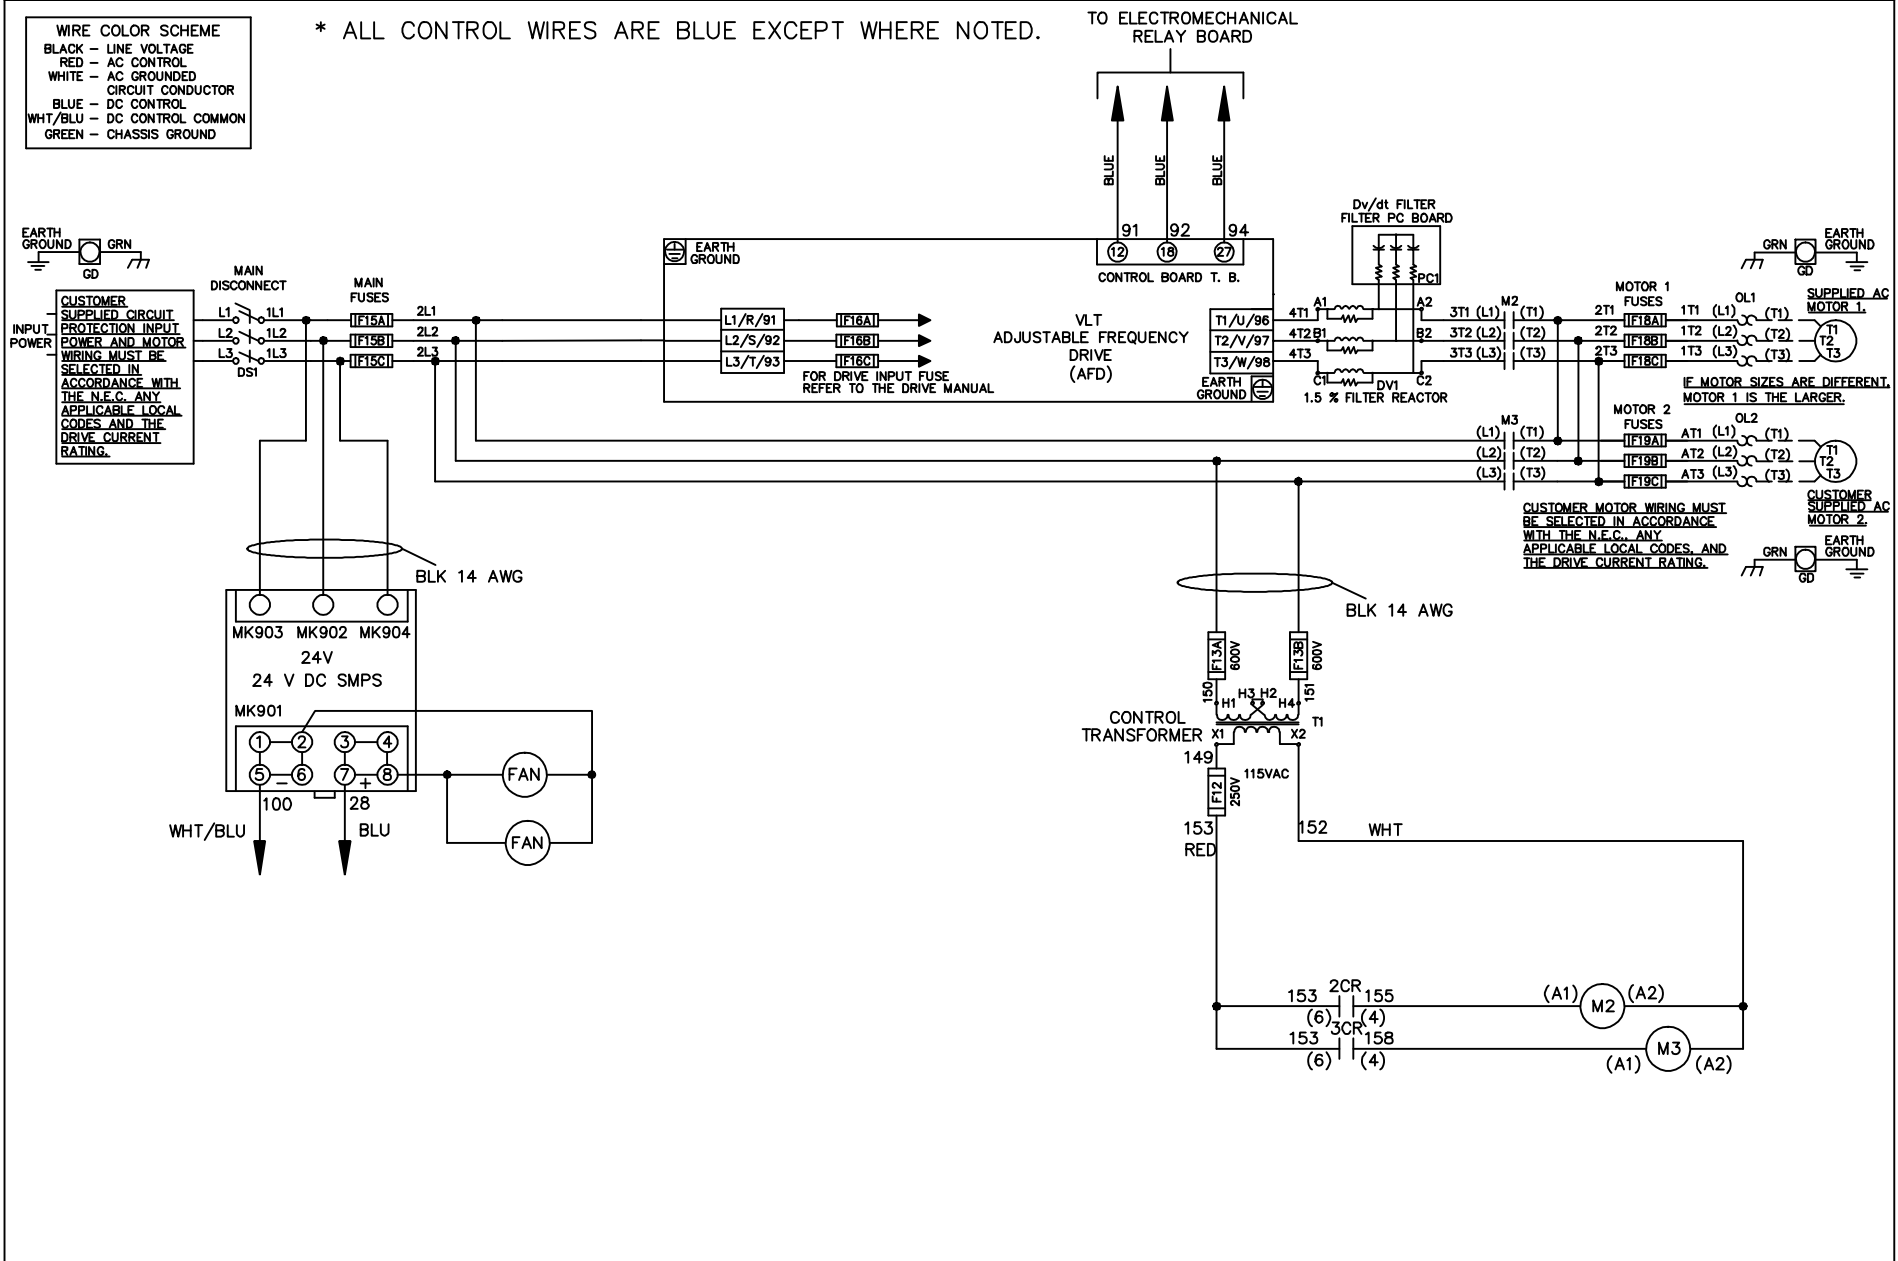 WIRE COLOR SCHEME
BLACK – LINE VOLTAGE
RED – AC CONTROL
WHITE – AC GROUNDED
CIRCUIT CONDUCTOR
BLUE – DC CONTROL
WHT/BLU – DC CONTROL COMMON
GREEN – CHASSIS GROUND
* ALL CONTROL WIRES ARE BLUE EXCEPT WHERE NOTED.
TO ELECTROMECHANICAL
RELAY BOARD
BLUE
BLUE
BLUE
91
92
94
12
18
27
CONTROL BOARD T. B.
EARTH
GROUND
GRN
GD
INPUT
POWER
CUSTOMER
SUPPLIED CIRCUIT
PROTECTION INPUT
POWER AND MOTOR
WIRING MUST BE
SELECTED IN
ACCORDANCE WITH
THE N.E.C. ANY
APPLICABLE LOCAL
CODES AND THE
DRIVE CURRENT
RATING.
MAIN
DISCONNECT
L1
1L1
L2
1L2
L3
1L3
DS1
MAIN
FUSES
F15A
F15B
F15C
2L1
2L2
2L3
EARTH
GROUND
L1/R/91
L2/S/92
L3/T/93
F16A
F16B
F16C
FOR DRIVE INPUT FUSE
REFER TO THE DRIVE MANUAL
VLT
ADJUSTABLE FREQUENCY
DRIVE
(AFD)
T1/U/96
T2/V/97
T3/W/98
EARTH
GROUND
4T1
4T2
4T3
Dv/dt FILTER
FILTER PC BOARD
PC1
A1
A2
B1
B2
C1
C2
DV1
1.5 % FILTER REACTOR
M2
3T1 (L1) (T1)
3T2 (L2) (T2)
3T3 (L3) (T3)
MOTOR 1
FUSES
2T1
2T2
2T3
F18A
F18B
F18C
OL1
1T1 (L1) (T1)
1T2 (L2) (T2)
1T3 (L3) (T3)
GRN
GD
EARTH
GROUND
SUPPLIED AC
MOTOR 1.
T1
T2
T3
IF MOTOR SIZES ARE DIFFERENT,
MOTOR 1 IS THE LARGER.
M3
(L1) (T1)
(L2) (T2)
(L3) (T3)
MOTOR 2
FUSES
F19A
F19B
F19C
OL2
AT1 (L1) (T1)
AT2 (L2) (T2)
AT3 (L3) (T3)
T1
T2
T3
CUSTOMER
SUPPLIED AC
MOTOR 2.
CUSTOMER MOTOR WIRING MUST
BE SELECTED IN ACCORDANCE
WITH THE N.E.C., ANY
APPLICABLE LOCAL CODES, AND
THE DRIVE CURRENT RATING.
GRN
GD
EARTH
GROUND
BLK 14 AWG
MK903 MK902 MK904
24V
24 V DC SMPS
MK901
1
2
3
4
5
6
7
8
–
+
100
28
WHT/BLU
BLU
FAN
FAN
BLK 14 AWG
F13A
600V
F13B
600V
150
151
H1
H3
H2
H4
T1
CONTROL
TRANSFORMER
X1
X2
149
115VAC
F12
250V
153
RED
152
WHT
2CR
153
155
(6)
(4)
(A1)
M2
(A2)
3CR
153
158
(6)
(4)
(A1)
M3
(A2)